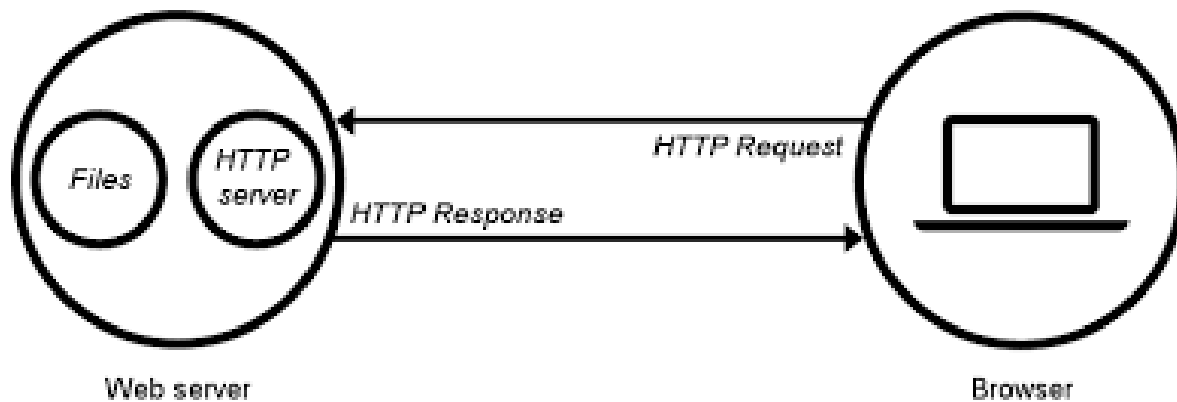 Files
HTTP
server
HTTP Request
HTTP Response
Web server
Browser